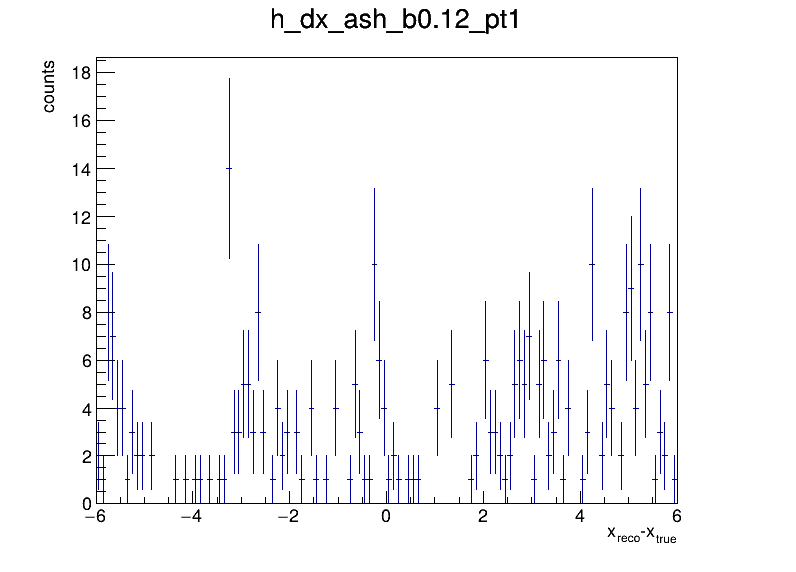 h_dx_ash_b0.12_pt1
counts
18
16
14
12
10
8
6
4
2
0
−6 −4 −2 0 2 4 6
x_reco-x_true